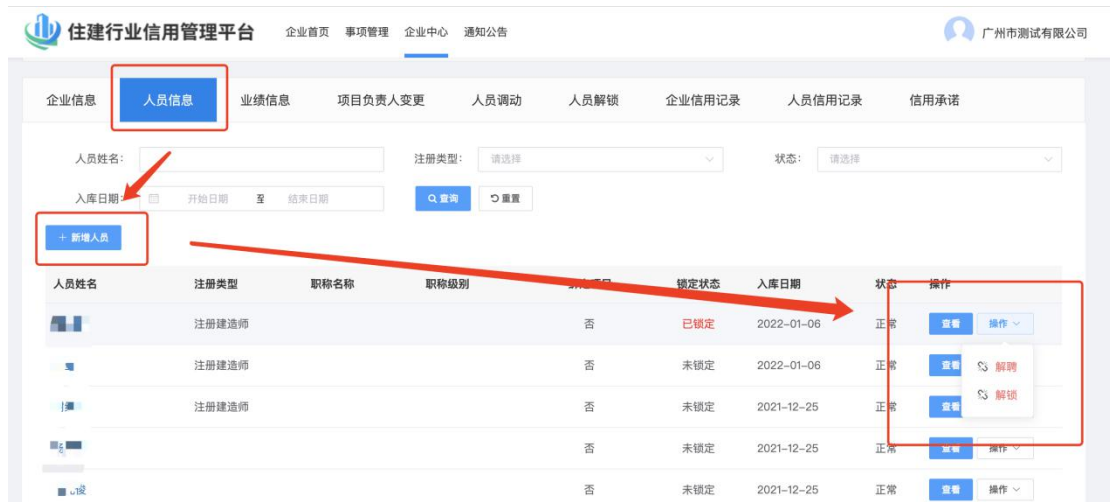 住建行业信用管理平台 企业首页 事项管理 企业中心 通知公告 广州市测试有限公司
企业信息 人员信息 业绩信息 项目负责人变更 人员调动 人员解锁 企业信用记录 人员信用记录 信用承诺
人员姓名: 注册类型: 请选择 状态: 请选择
入库日期: 开始日期 至 结束日期 查询 重置
+ 新增人员
人员姓名 注册类型 职称名称 职称级别 锁定状态 入库日期 状态 操作
注册建造师 否 已锁定 2022-01-06 正常 查看 操作
注册建造师 否 未锁定 2022-01-06 正常 查看
解聘
注册建造师 否 未锁定 2021-12-25 正常 查看
解锁
否 未锁定 2021-12-25 正常 查看 操作
否 未锁定 2021-12-25 正常 查看 操作